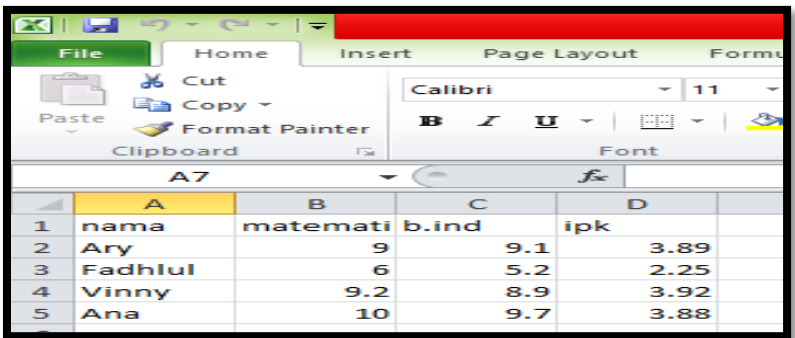 File Home Insert Page Layout Formu
Cut
Calibri 11
Copy
Paste
B I U
Format Painter
Clipboard Font
A7 fx
A B C D
1 nama matemati b.ind ipk
2 Ary 9 9.1 3.89
3 Fadhlul 6 5.2 2.25
4 Vinny 9.2 8.9 3.92
5 Ana 10 9.7 3.88